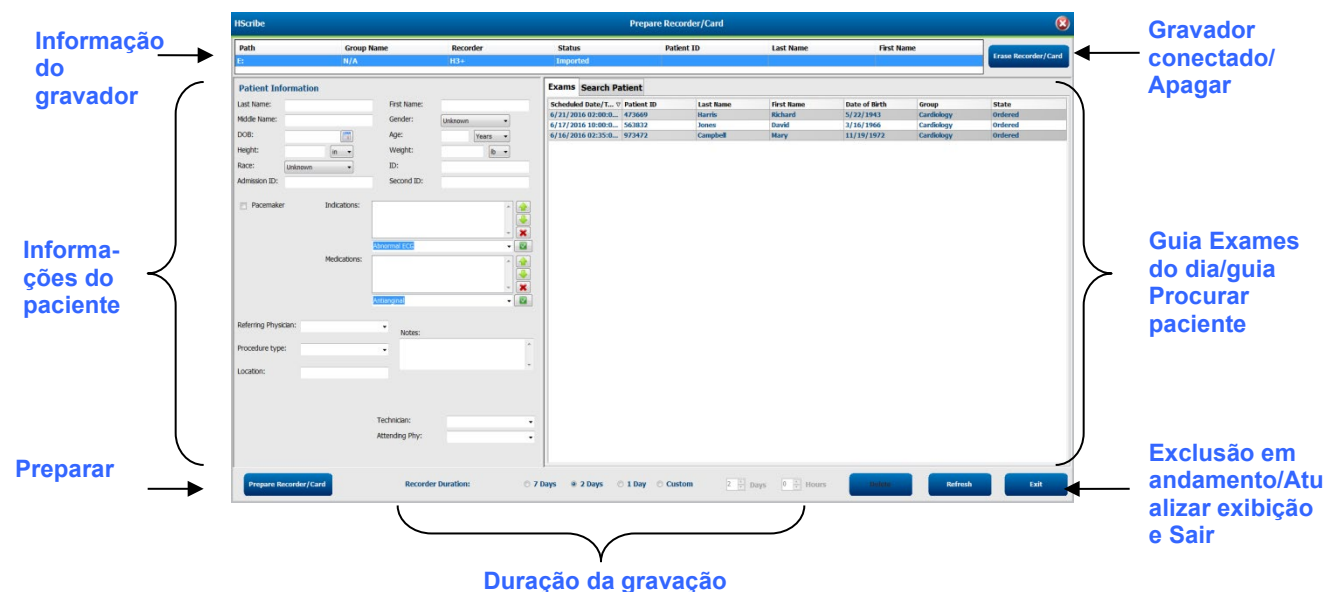 HScribe
Prepare Recorder/Card
Informação
do
gravador
Path Group Name Recorder Status Patient ID Last Name First Name
E: N/A H3+ Imported
Erase Recorder/Card
Gravador
conectado/
Apagar
Patient Information
Last Name: First Name:
Middle Name: Gender: Unknown
DOB: Age: Years
Height: in Weight: lb
Race: Unknown ID:
Admission ID: Second ID:
Pacemaker Indications:
Abnormal ECG
Medications:
Antianginal
Referring Physician: Notes:
Procedure type:
Location:
Technician:
Attending Phy:
Exams Search Patient
Scheduled Date/T... Patient ID Last Name First Name Date of Birth Group State
6/21/2016 02:00:0... 473669 Harris Richard 5/22/1943 Cardiology Ordered
6/17/2016 10:00:0... 563832 Jones David 3/16/1966 Cardiology Ordered
6/16/2016 02:35:0... 973472 Campbell Mary 11/19/1972 Cardiology Ordered
Informa-
ções do
paciente
Guia Exames
do dia/guia
Procurar
paciente
Preparar
Prepare Recorder/Card Recorder Duration: 7 Days 2 Days 1 Day Custom 2 Days 0 Hours Delete Refresh Exit
Exclusão em
andamento/Atu
alizar exibição
e Sair
Duração da gravação